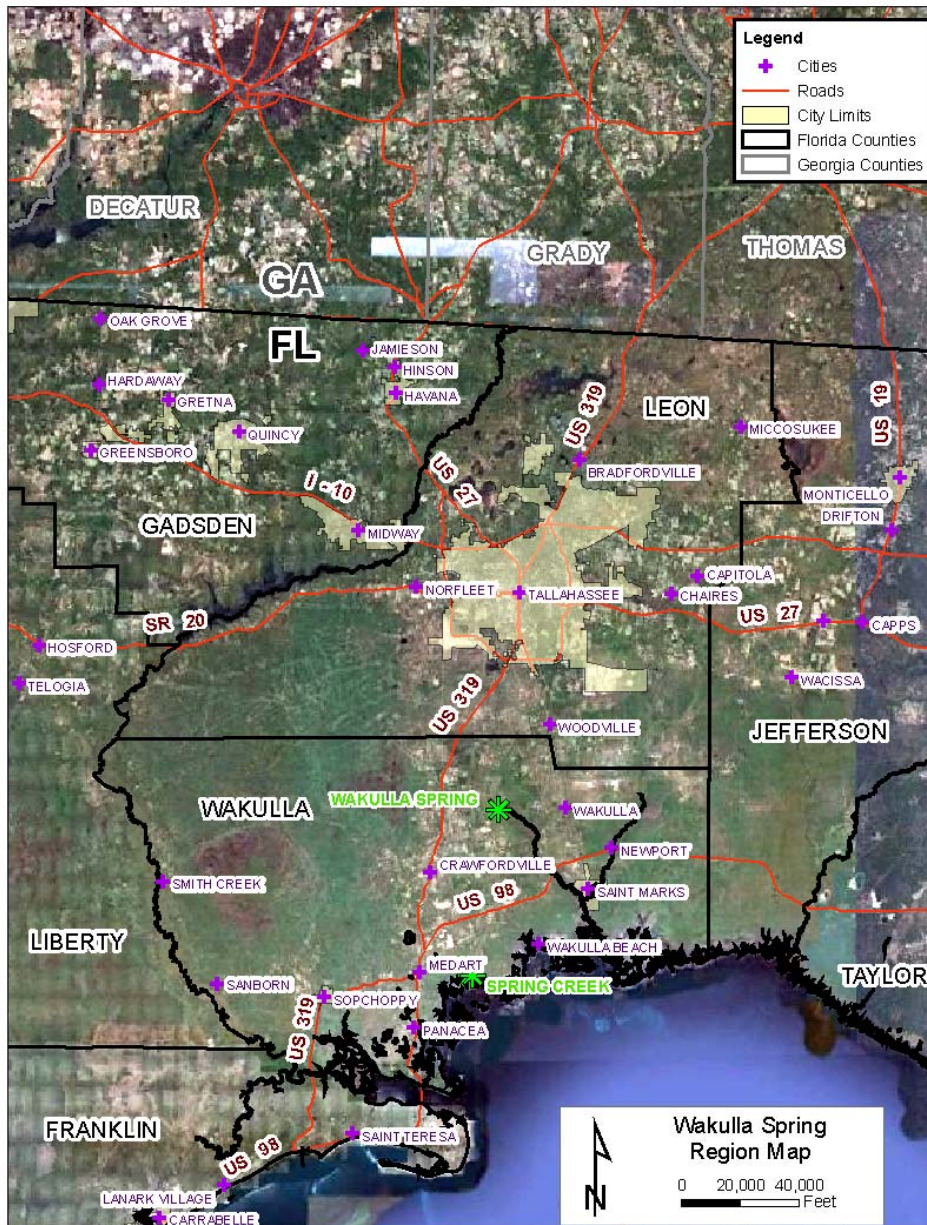 Legend
Cities
Roads
City Limits
Florida Counties
Georgia Counties
DECATUR
GRADY
THOMAS
GA
FL
OAK GROVE
JAMIESON
HINSON
HAVANA
HARDAWAY
GRETNA
QUINCY
GREENSBORO
US 319
LEON
US 19
MICCOSUKEE
BRADFORDVILLE
US 27
I - 10
MONTICELLO
DRIFTON
GADSDEN
MIDWAY
CAPITOLA
NORFLEET
TALLAHASSEE
CHAIRES
US 27
CAPPS
SR 20
HOSFORD
TELOGIA
WACISSA
US 319
WOODVILLE
JEFFERSON
WAKULLA
WAKULLA SPRING
WAKULLA
NEWPORT
CRAWFORDVILLE
SMITH CREEK
US 98
SAINT MARKS
LIBERTY
WAKULLA BEACH
MEDART
TAYLOR
SANBORN
SPRING CREEK
SOPCHOPPY
US 319
PANACEA
FRANKLIN
SAINT TERESA
US 98
LANARK VILLAGE
CARRABELLE
Wakulla Spring
Region Map
N
0 20,000 40,000
Feet